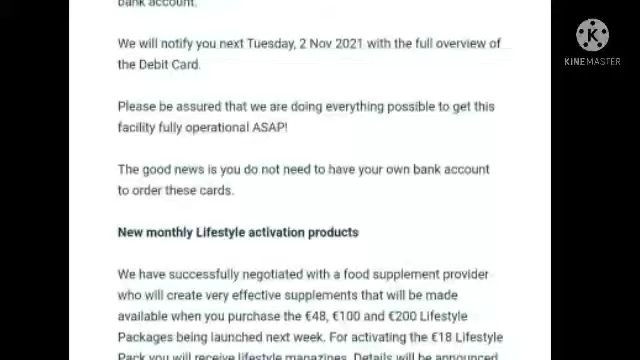 bank account.
We will notify you next Tuesday, 2 Nov 2021 with the full overview of
the Debit Card.
Please be assured that we are doing everything possible to get this
facility fully operational ASAP!
The good news is you do not need to have your own bank account
to order these cards.
New monthly Lifestyle activation products
We have successfully negotiated with a food supplement provider
who will create very effective supplements that will be made
available when you purchase the €48, €100 and €200 Lifestyle
Packages being launched next week. For activating the €18 Lifestyle
Pack you will receive lifestyle magazines. Details will be announced
KINEMASTER